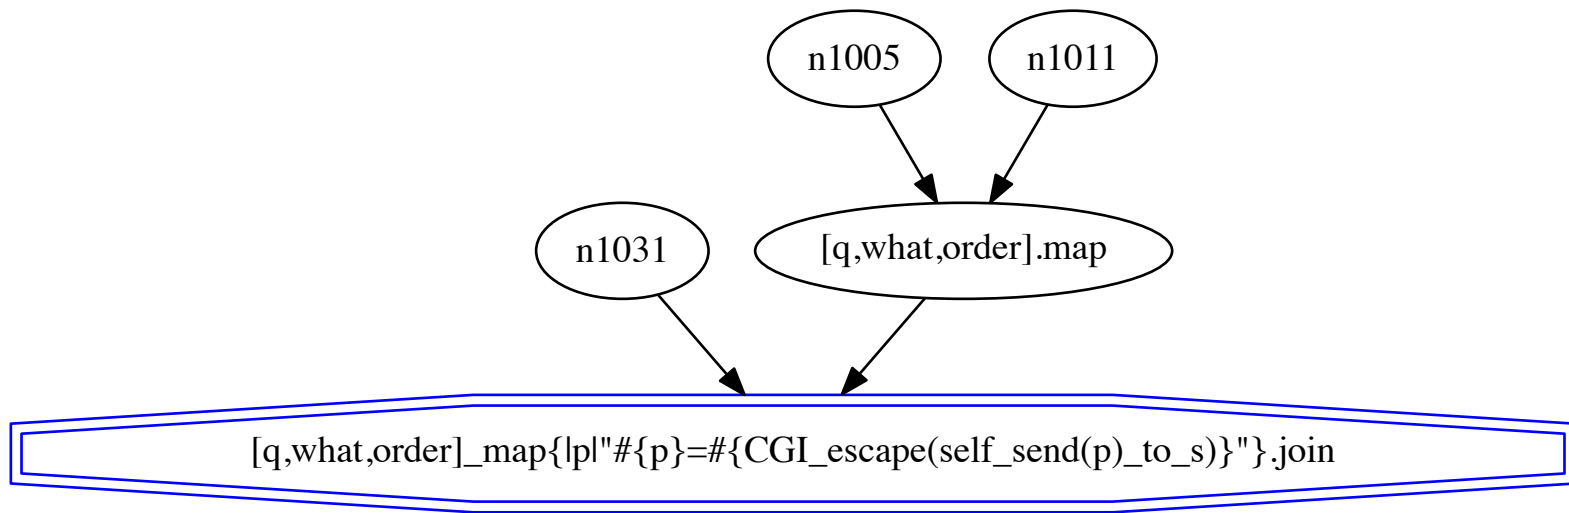 n1005
n1011
n1031
[q,what,order].map
[q,what,order]_map{|p|"#{p}=#{CGI_escape(self_send(p)_to_s)}"}.join